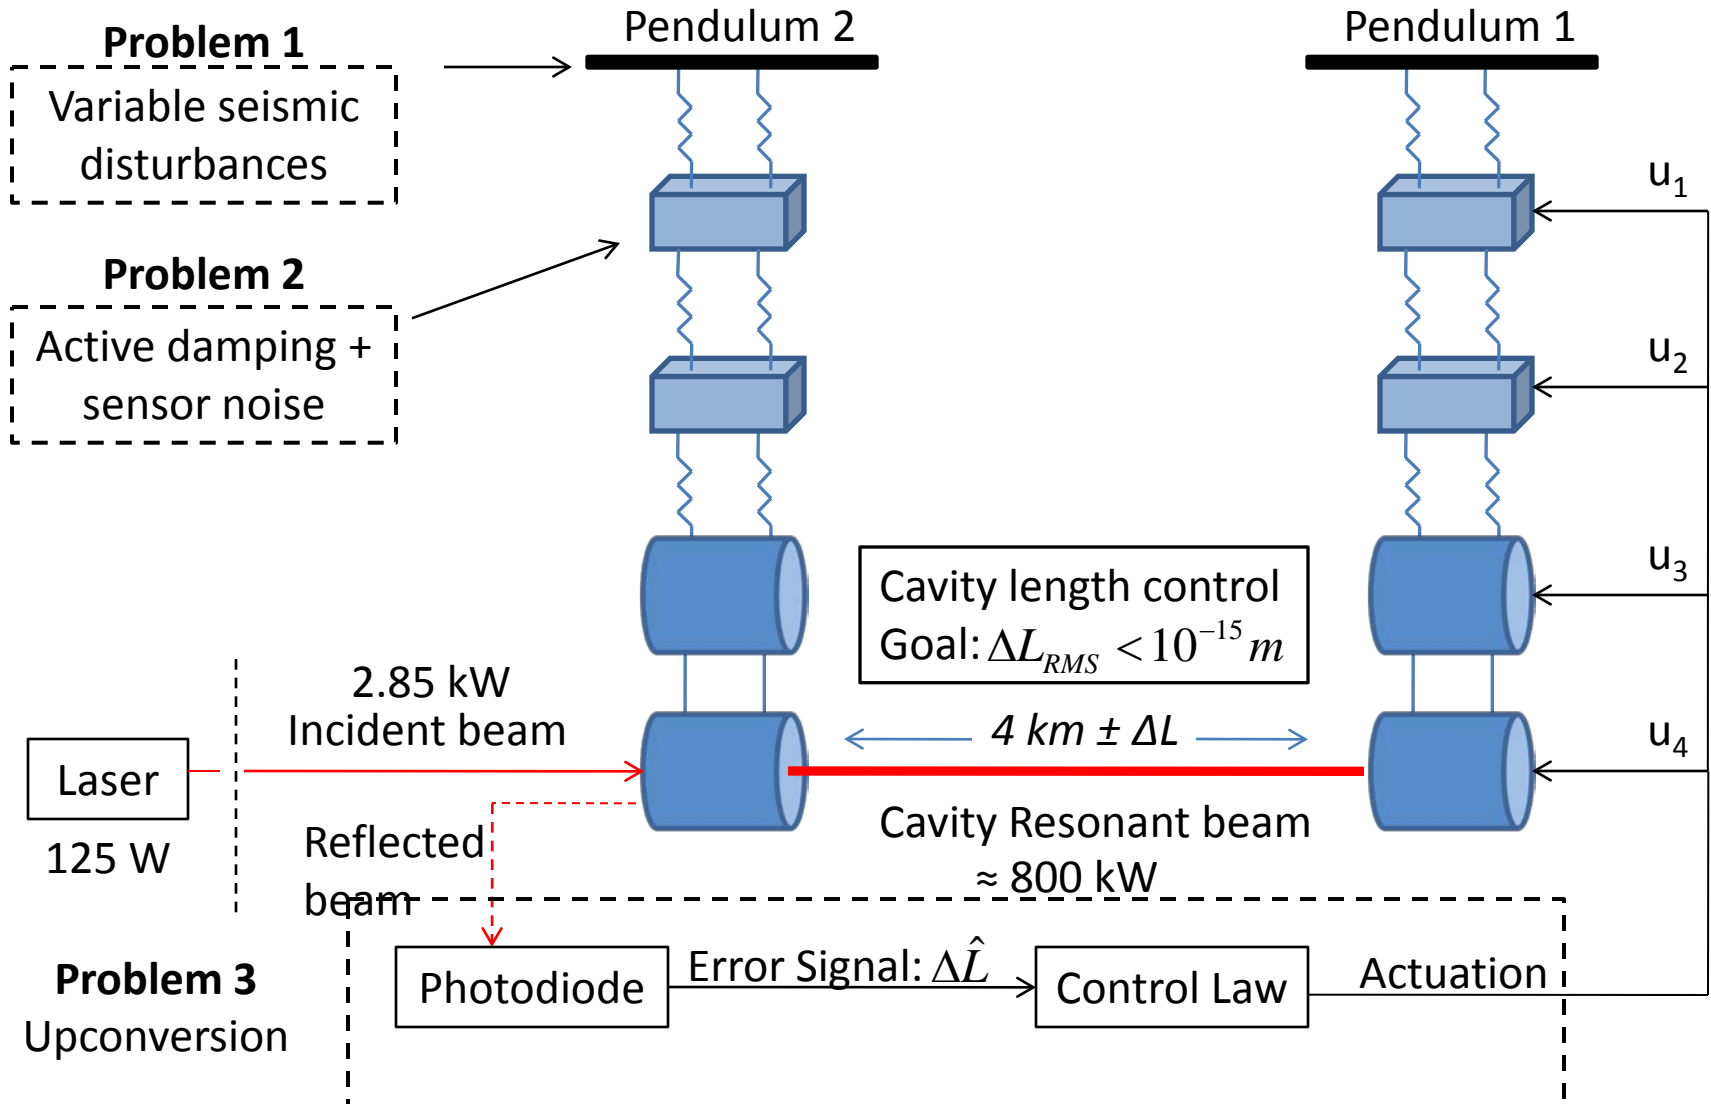 Problem 1
Variable seismic
disturbances
Problem 2
Active damping +
sensor noise
Pendulum 2
Pendulum 1
u₁
u₂
u₃
u₄
Cavity length control
Goal: ΔL_RMS < 10⁻¹⁵ m
2.85 kW
Incident beam
Laser
125 W
4 km ± ΔL
Reflected
beam
Cavity Resonant beam
≈ 800 kW
Problem 3
Upconversion
Photodiode
Error Signal: ΔL̂
Control Law
Actuation